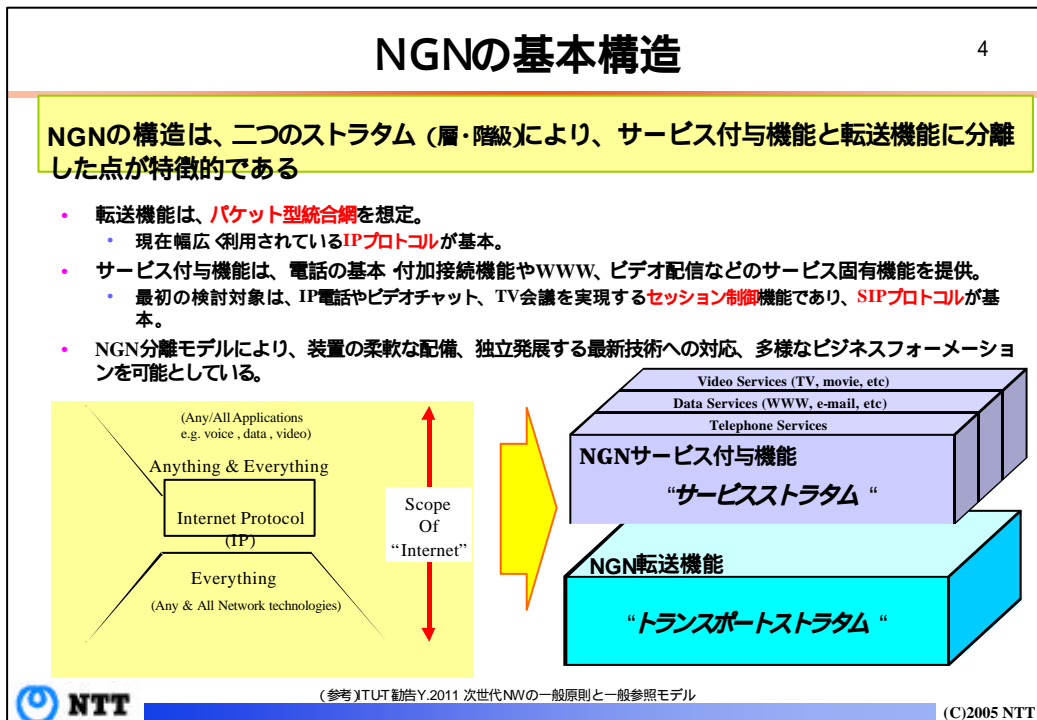 NGNの基本構造
4
NGNの構造は、二つのストラタム (層・階級)により、サービス付与機能と転送機能に分離
した点が特徴的である
• 転送機能は、パケット型統合網を想定。
• 現在幅広く利用されているIPプロトコルが基本。
• サービス付与機能は、電話の基本・付加接続機能やWWW、ビデオ配信などのサービス固有機能を提供。
• 最初の検討対象は、IP電話やビデオチャット、TV会議を実現するセッション制御機能であり、SIPプロトコルが基
本。
• NGN分離モデルにより、装置の柔軟な配備、独立発展する最新技術への対応、多様なビジネスフォーメーショ
ンを可能としている。
(Any/All Applications
e.g. voice , data , video)
Anything & Everything
Internet Protocol
(IP)
Everything
(Any & All Network technologies)
Scope
Of
“Internet”
Video Services (TV, movie, etc)
Data Services (WWW, e-mail, etc)
Telephone Services
NGNサービス付与機能
“サービスストラタム “
NGN転送機能
“トランスポートストラタム “
(参考)ITU-T勧告Y.2011 次世代NWの一般原則と一般参照モデル
NTT
(C)2005 NTT